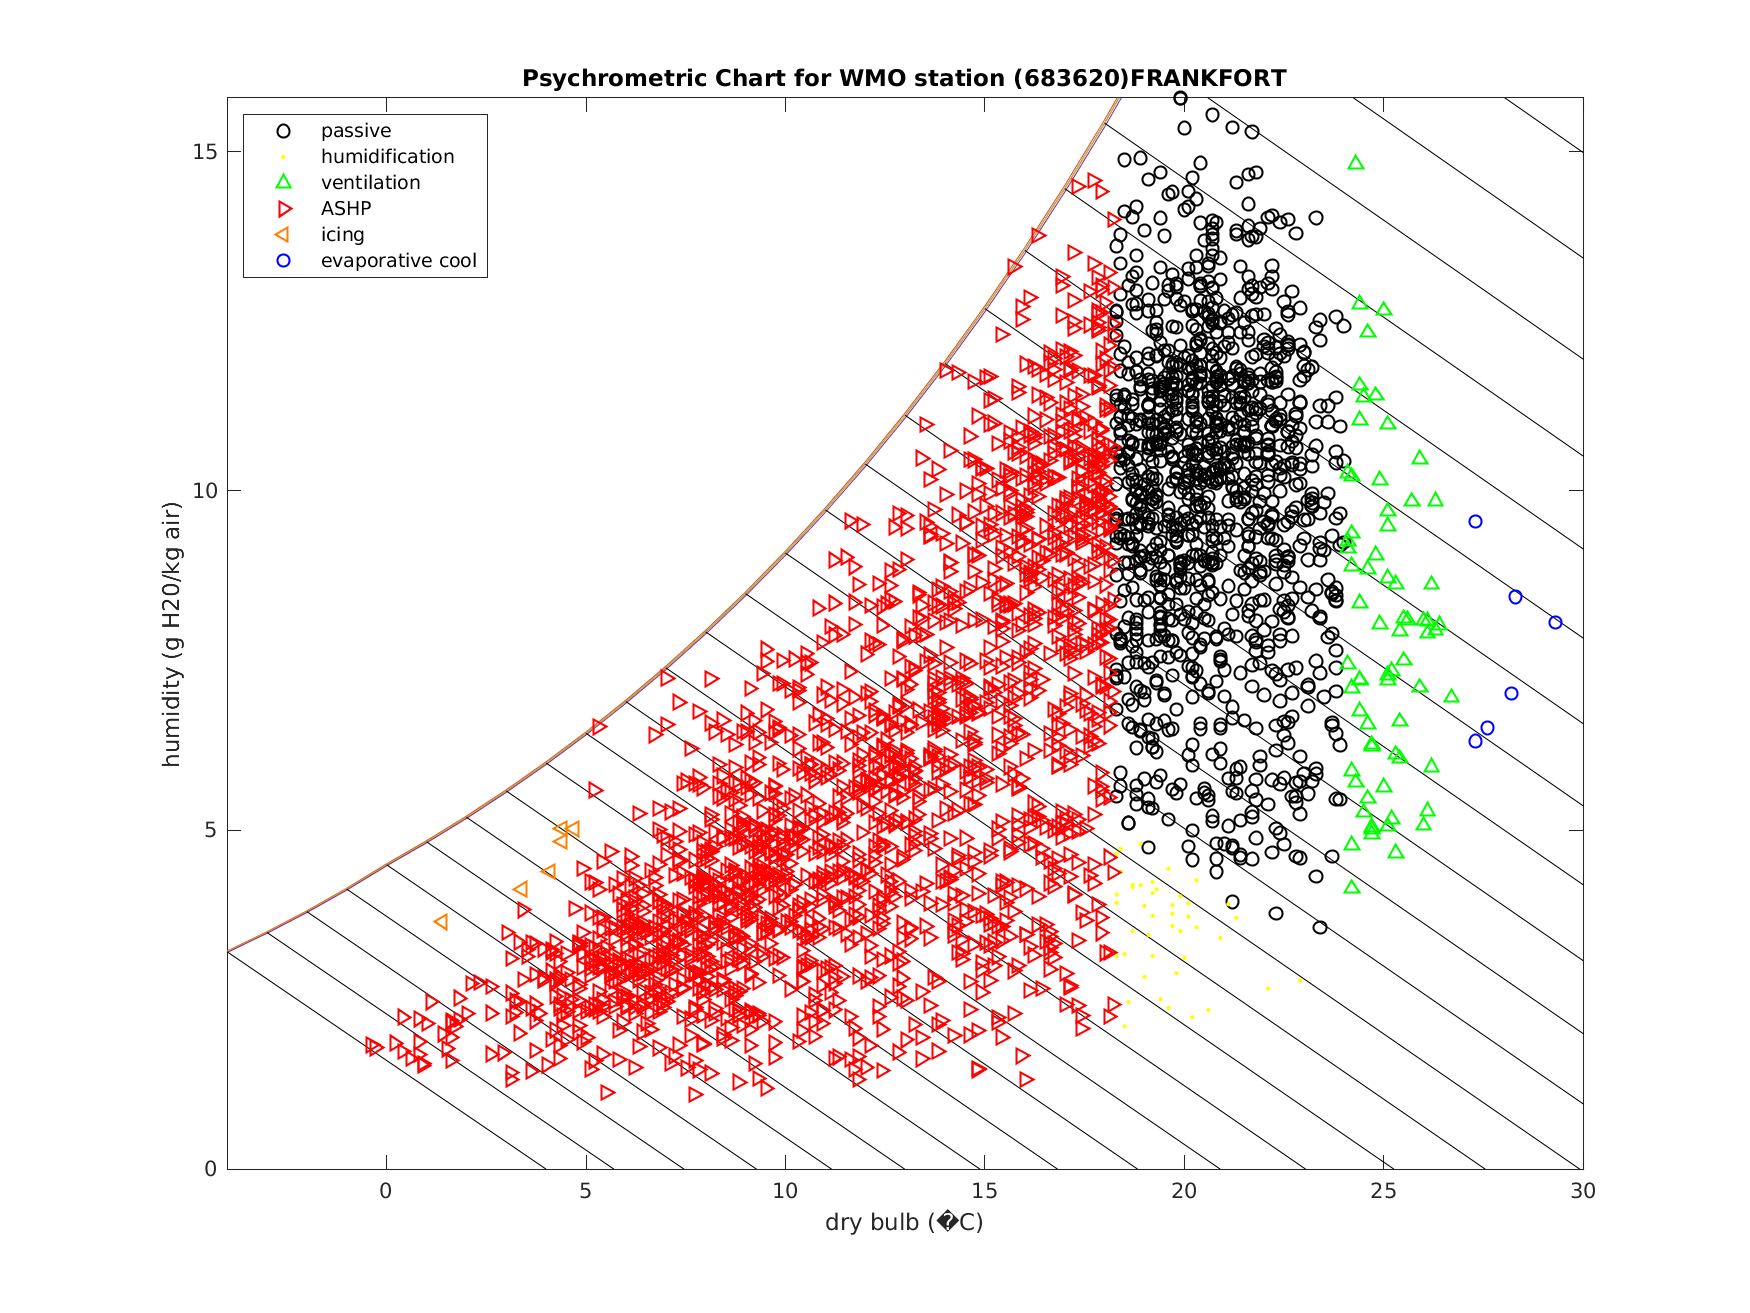 Psychrometric Chart for WMO station (683620)FRANKFORT
passive
humidification
ventilation
ASHP
icing
evaporative cool
15
10
5
0
humidity (g H20/kg air)
0 5 10 15 20 25 30
dry bulb (�C)